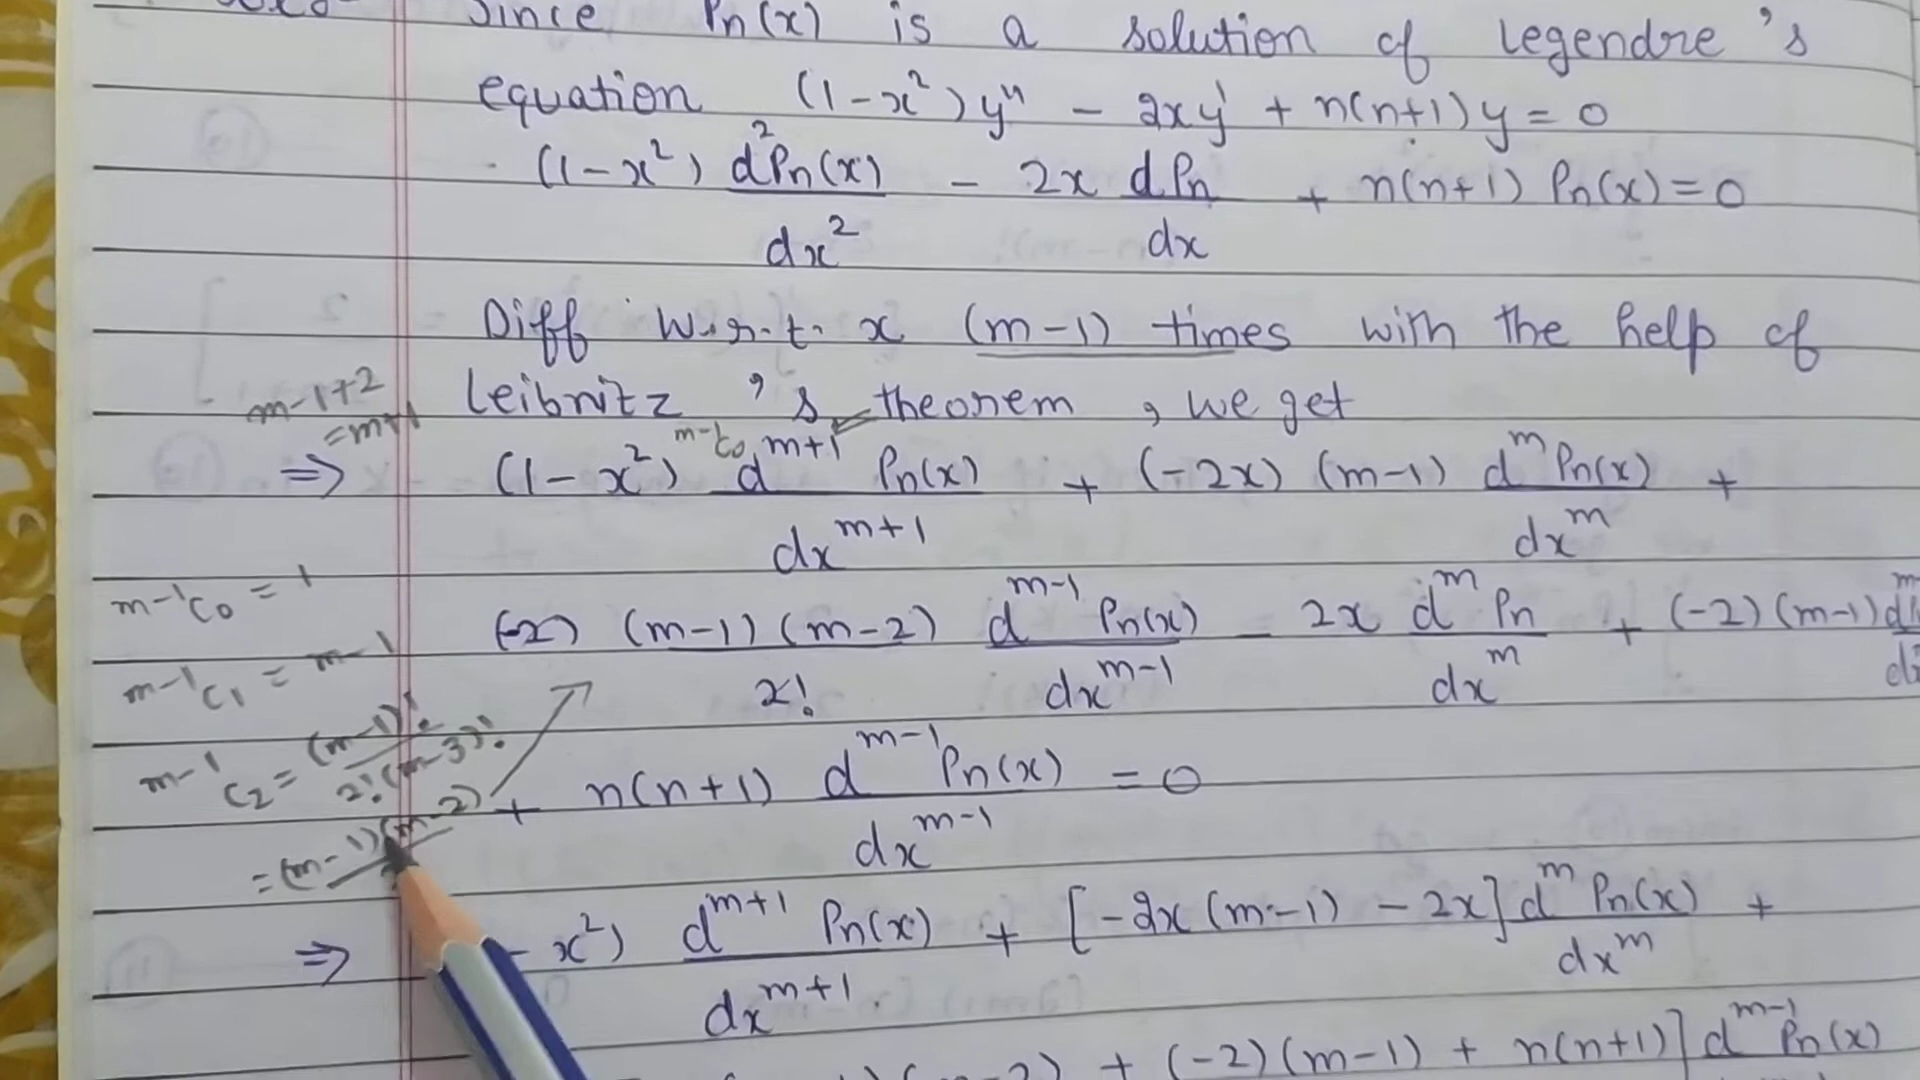 Since Pn(x) is a solution of Legendre's
equation (1-x²)y" - 2xy' + n(n+1)y = 0
(1-x²) d²Pn(x)/dx² - 2x dPn/dx + n(n+1) Pn(x) = 0
Diff w.r.t. x (m-1) times with the help of
Leibnitz's theorem, we get
m-1+2
=m+1
⇒ (1-x²) ᵐ⁻¹C₀ d^(m+1) Pn(x)/dx^(m+1) + (-2x) (m-1) d^m Pn(x)/dx^m +
m-1C₀ = 1
(-2) (m-1)(m-2)/2! d^(m-1) Pn(x)/dx^(m-1) - 2x d^m Pn/dx^m + (-2)(m-1)
m-1C₁ = m-1
m-1C₂ = (m-1)!/2!(m-3)!
= (m-1)(m-2)
+ n(n+1) d^(m-1) Pn(x)/dx^(m-1) = 0
⇒ - x²) d^(m+1) Pn(x)/dx^(m+1) + [-2x(m-1) - 2x] d^m Pn(x)/dx^m +
+ (-2)(m-1) + n(n+1)] d^(m-1) Pn(x)